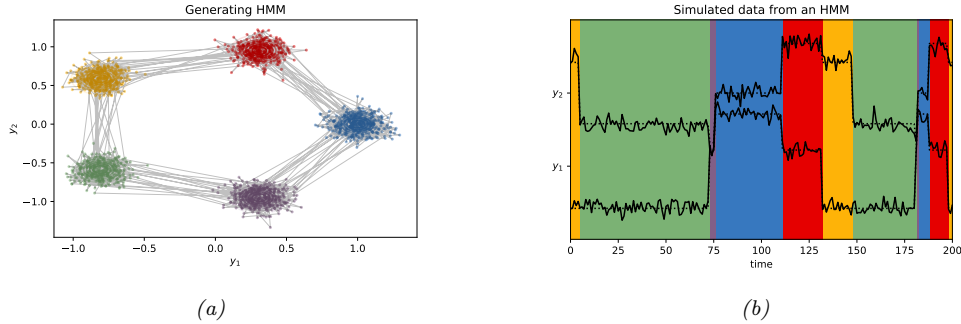 Generating HMM
1.0
0.5
0.0
−0.5
−1.0
y₂
−1.0
−0.5
0.0
0.5
1.0
y₁
(a)
Simulated data from an HMM
y₂
y₁
0
25
50
75
100
125
150
175
200
time
(b)